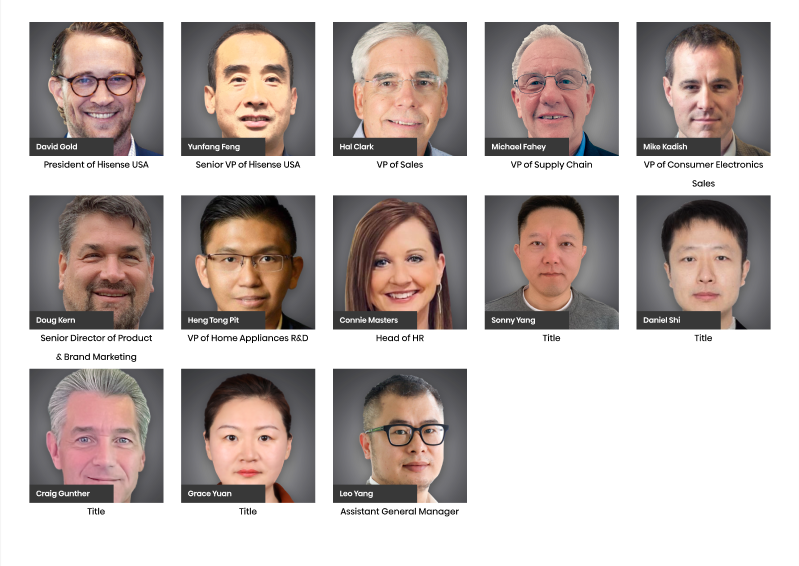 David Gold
Yunfang Feng
Hal Clark
Michael Fahey
Mike Kadish
President of Hisense USA
Senior VP of Hisense USA
VP of Sales
VP of Supply Chain
VP of Consumer Electronics
Sales
Doug Kern
Heng Tong Pit
Connie Masters
Sonny Yang
Daniel Shi
Senior Director of Product
& Brand Marketing
VP of Home Appliances R&D
Head of HR
Title
Title
Craig Gunther
Grace Yuan
Leo Yang
Title
Title
Assistant General Manager